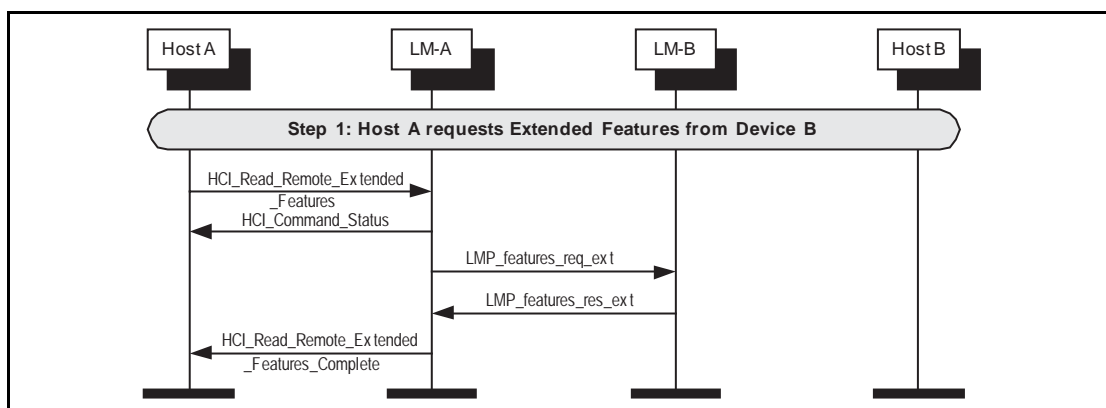 Host A
LM-A
LM-B
Host B
Step 1: Host A requests Extended Features from Device B
HCI_Read_Remote_Extended
_Features
HCI_Command_Status
LMP_features_req_ext
LMP_features_res_ext
HCI_Read_Remote_Extended
_Features_Complete